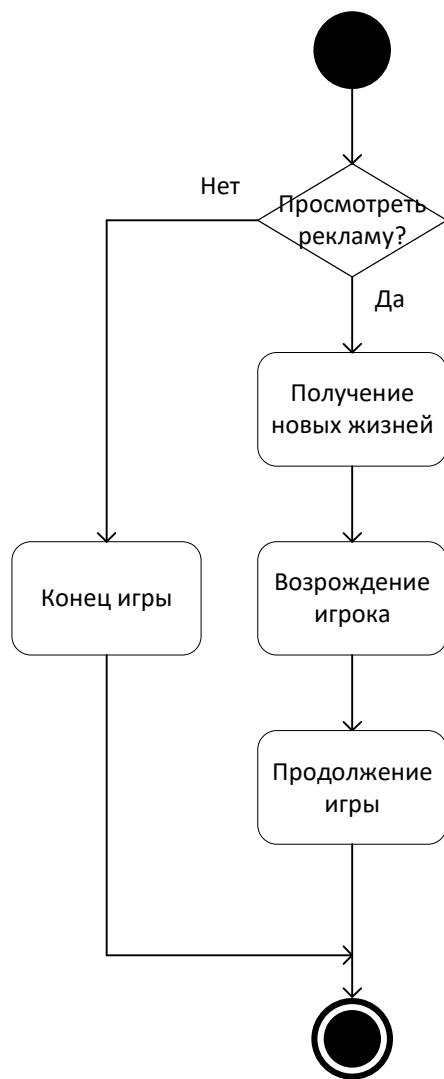 Нет
Просмотреть
рекламу?
Да
Получение
новых жизней
Конец игры
Возрождение
игрока
Продолжение
игры